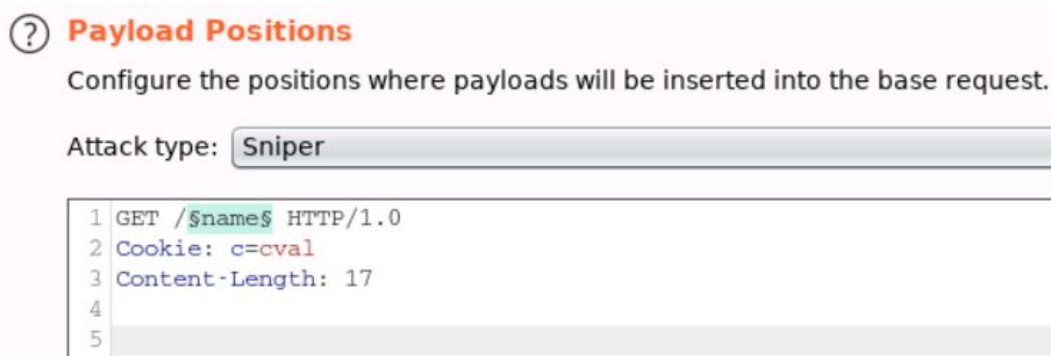 ? Payload Positions
Configure the positions where payloads will be inserted into the base request.
Attack type: Sniper
1 GET /§name§ HTTP/1.0
2 Cookie: c=cval
3 Content-Length: 17
4
5